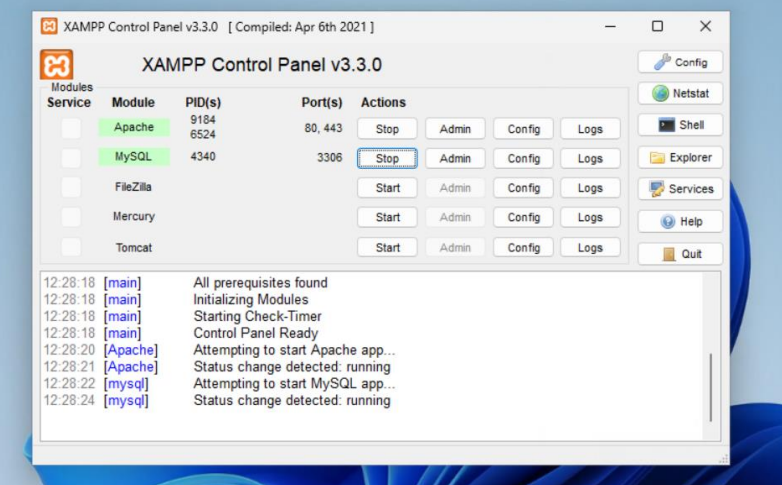 XAMPP Control Panel v3.3.0 [ Compiled: Apr 6th 2021 ]
XAMPP Control Panel v3.3.0
Config
Modules
Service Module PID(s) Port(s) Actions
Netstat
Apache 9184 6524 80, 443 Stop Admin Config Logs
Shell
MySQL 4340 3306 Stop Admin Config Logs
Explorer
FileZilla Start Admin Config Logs
Services
Mercury Start Admin Config Logs
Help
Tomcat Start Admin Config Logs
Quit
12:28:18 [main] All prerequisites found
12:28:18 [main] Initializing Modules
12:28:18 [main] Starting Check-Timer
12:28:18 [main] Control Panel Ready
12:28:20 [Apache] Attempting to start Apache app...
12:28:21 [Apache] Status change detected: running
12:28:22 [mysql] Attempting to start MySQL app...
12:28:24 [mysql] Status change detected: running